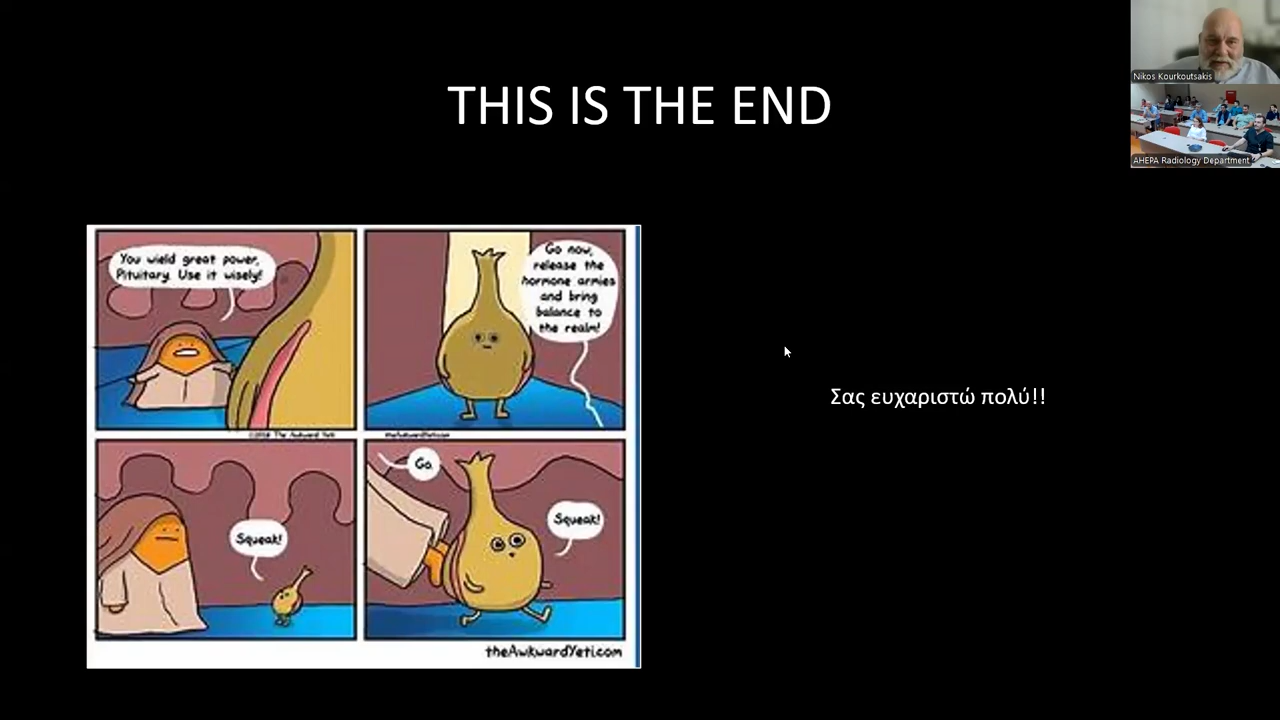 THIS IS THE END
Nikos Kourkoutsakis
AHEPA Radiology Department
You wield great power,
Pituitary. Use it wisely!
Go now,
release the
hormone armies
and bring
balance to
the realm!
©2018 The Awkward Yeti
theAwkwardYeti.com
Squeak!
Go.
Squeak!
theAwkwardYeti.com
Σας ευχαριστώ πολύ!!